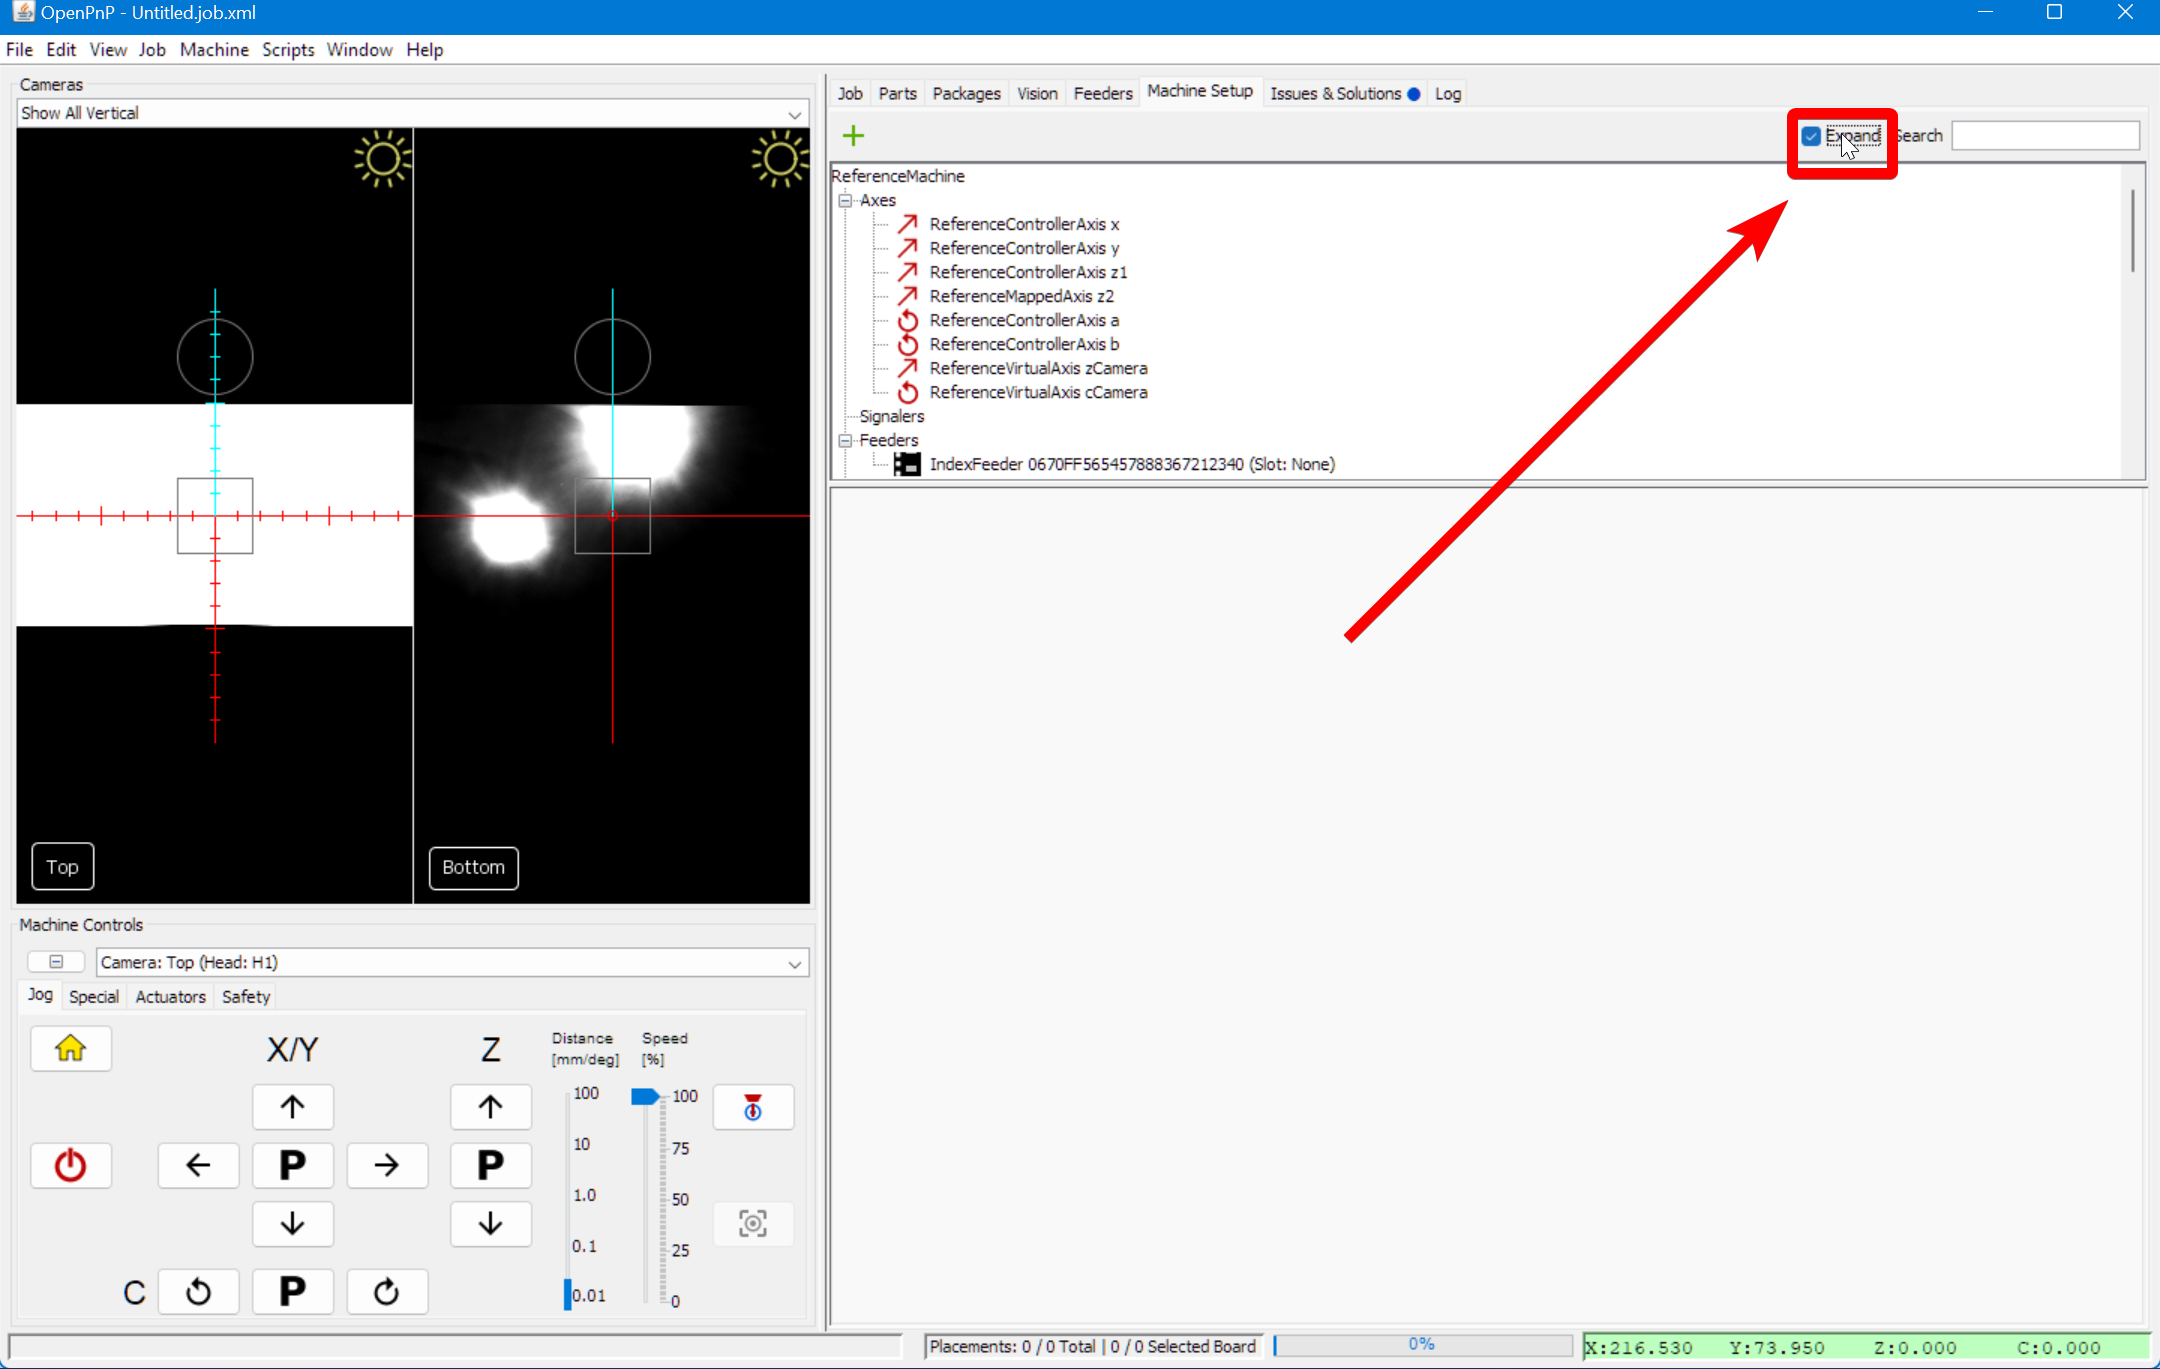 OpenPnP - Untitled.job.xml
File Edit View Job Machine Scripts Window Help
Cameras
Show All Vertical
Top
Bottom
Machine Controls
Camera: Top (Head: H1)
Jog Special Actuators Safety
X/Y
Z
Distance
[mm/deg]
Speed
[%]
100
10
1.0
0.1
0.01
100
75
50
25
0
P
P
C
P
Job Parts Packages Vision Feeders Machine Setup Issues & Solutions Log
Expand Search
ReferenceMachine
Axes
ReferenceControllerAxis x
ReferenceControllerAxis y
ReferenceControllerAxis z1
ReferenceMappedAxis z2
ReferenceControllerAxis a
ReferenceControllerAxis b
ReferenceVirtualAxis zCamera
ReferenceVirtualAxis cCamera
Signalers
Feeders
IndexFeeder 0670FF565457888367212340 (Slot: None)
Placements: 0 / 0 Total | 0 / 0 Selected Board
0%
X:216.530 Y:73.950 Z:0.000 C:0.000